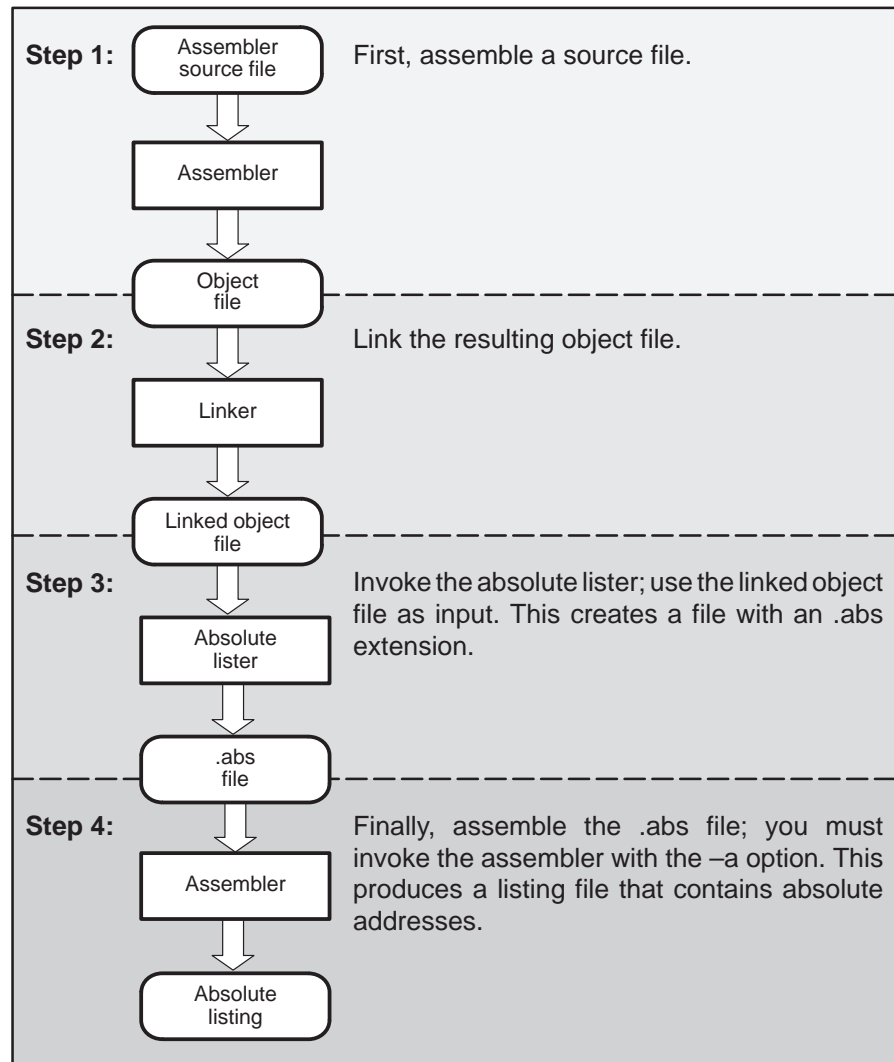 Step 1:
Assembler
source file
First, assemble a source file.
Assembler
Object
file
Step 2:
Link the resulting object file.
Linker
Linked object
file
Step 3:
Invoke the absolute lister; use the linked object
file as input. This creates a file with an .abs
extension.
Absolute
lister
.abs
file
Step 4:
Finally, assemble the .abs file; you must
invoke the assembler with the –a option. This
produces a listing file that contains absolute
addresses.
Assembler
Absolute
listing